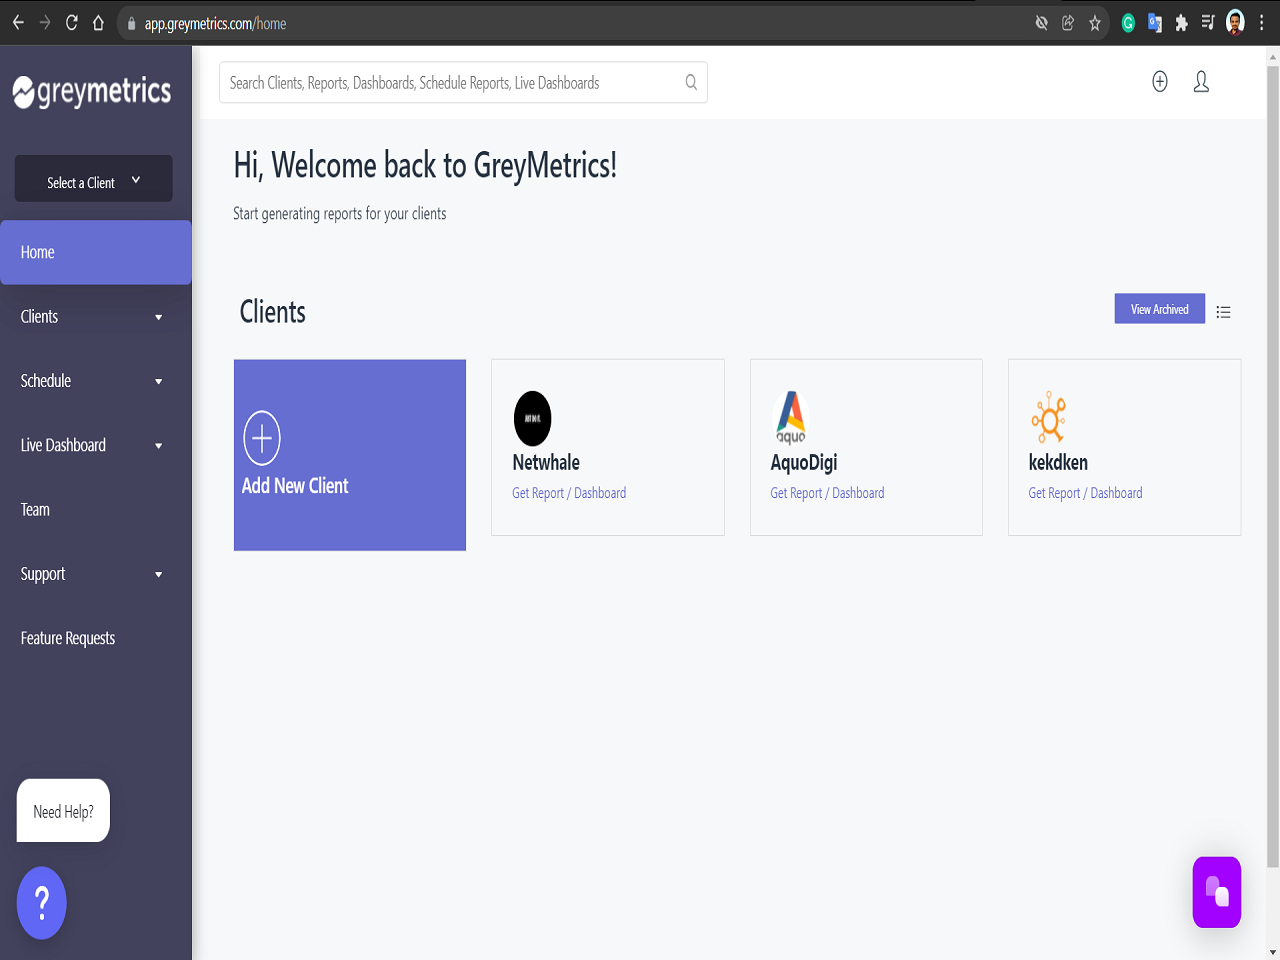 app.greymetrics.com/home
greymetrics
Search Clients, Reports, Dashboards, Schedule Reports, Live Dashboards
Select a Client
Home
Clients
Schedule
Live Dashboard
Team
Support
Feature Requests
Need Help?
?
Hi, Welcome back to GreyMetrics!
Start generating reports for your clients
Clients
View Archived
Add New Client
Netwhale
Get Report / Dashboard
aquo
AquoDigi
Get Report / Dashboard
kekdken
Get Report / Dashboard